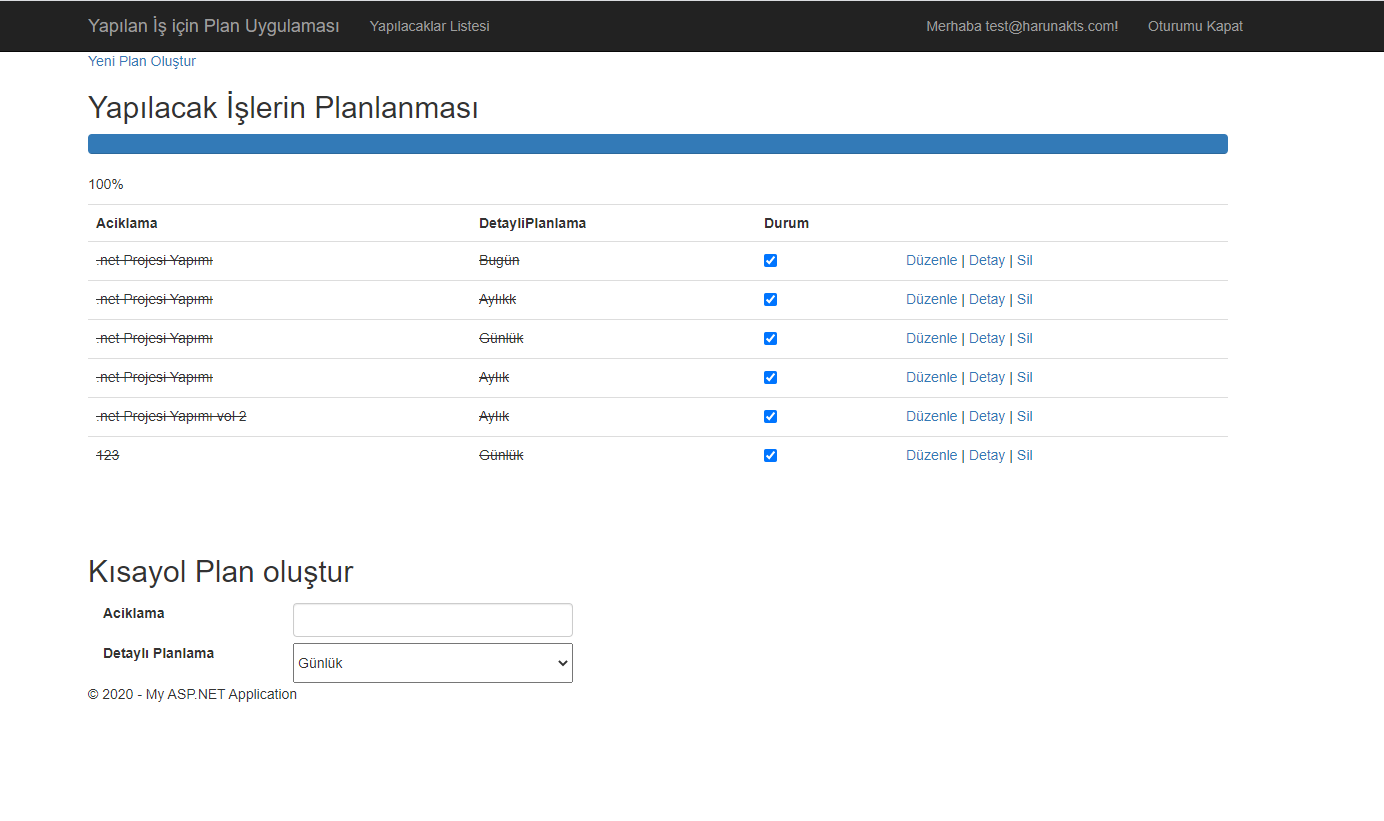 Yapılan İş için Plan Uygulaması Yapılacaklar Listesi Merhaba test@harunakts.com! Oturumu Kapat
Yeni Plan Oluştur
Yapılacak İşlerin Planlanması
100%
Aciklama DetayliPlanlama Durum
.net Projesi Yapımı Bugün Düzenle | Detay | Sil
.net Projesi Yapımı Aylıkk Düzenle | Detay | Sil
.net Projesi Yapımı Günlük Düzenle | Detay | Sil
.net Projesi Yapımı Aylık Düzenle | Detay | Sil
.net Projesi Yapımı vol 2 Aylık Düzenle | Detay | Sil
123 Günlük Düzenle | Detay | Sil
Kısayol Plan oluştur
Aciklama
Detaylı Planlama Günlük
© 2020 - My ASP.NET Application